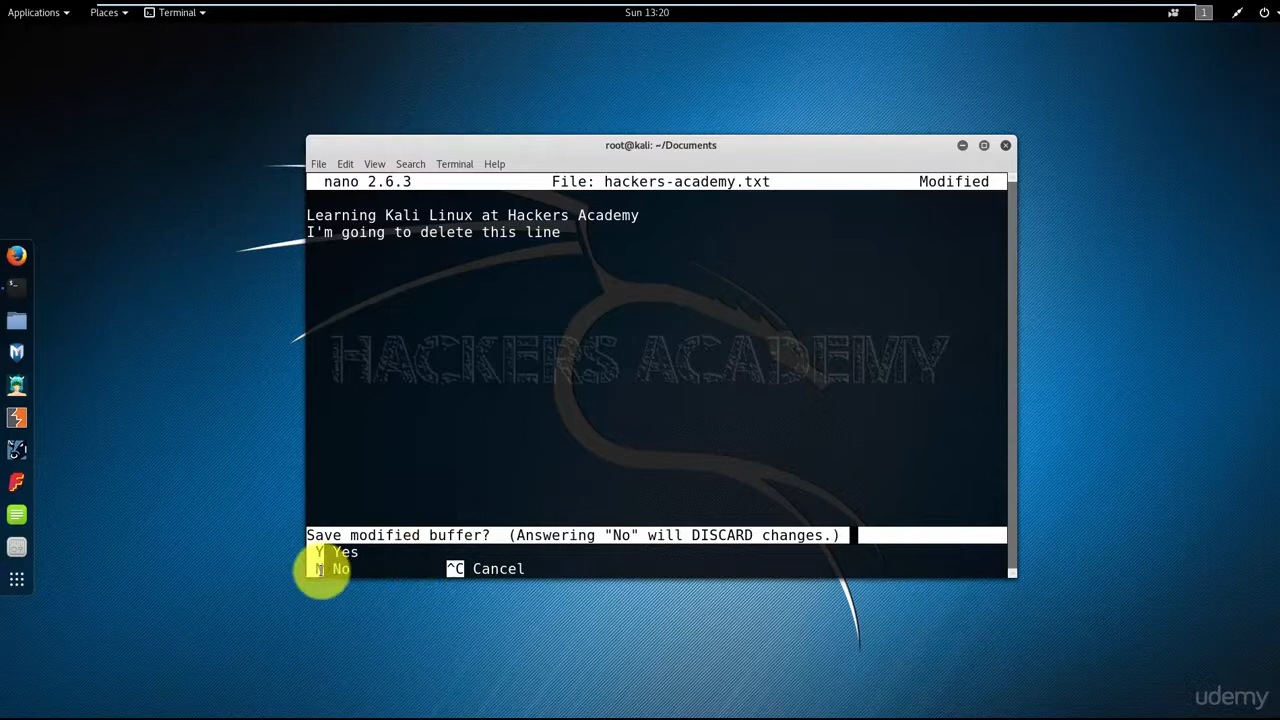 Applications Places Terminal Sun 13:20 1
root@kali: ~/Documents
File Edit View Search Terminal Help
nano 2.6.3 File: hackers-academy.txt Modified
Learning Kali Linux at Hackers Academy
I'm going to delete this line
HACKERS ACADEMY
Save modified buffer? (Answering "No" will DISCARD changes.)
Y Yes
N No ^C Cancel
udemy